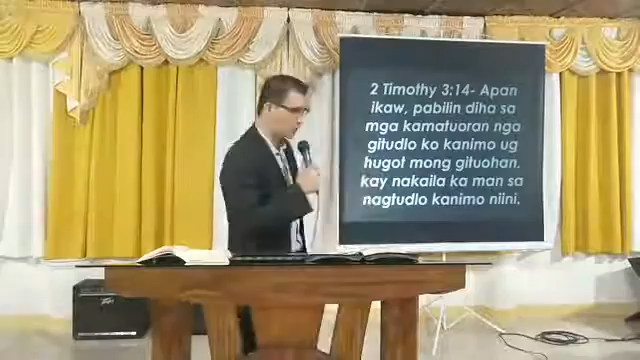 2 Timothy 3:14- Apan
ikaw, pabilin diha sa
mga kamatuoran nga
gitudlo ko kanimo ug
hugot mong gituohan,
kay nakaila ka man sa
nagtudlo kanimo niini.
PEAVEY